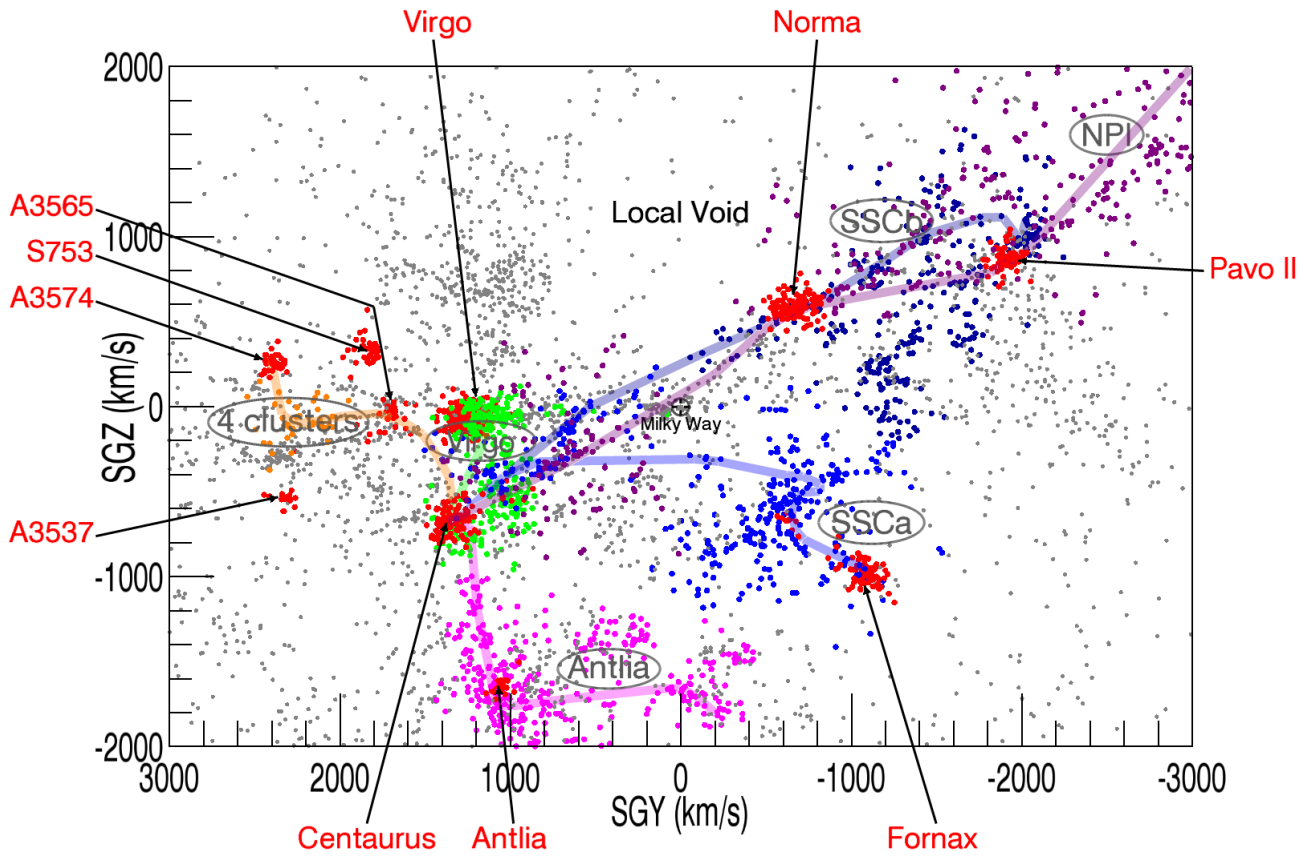 Virgo
Norma
2000
NPI
A3565
Local Void
SSCb
1000
S753
A3574
Pavo II
SGZ (km/s)
0
4 clusters
Milky Way
Virgo
SSCa
A3537
-1000
Antlia
-2000
3000
2000
1000
0
-1000
-2000
-3000
SGY (km/s)
Centaurus
Antlia
Fornax